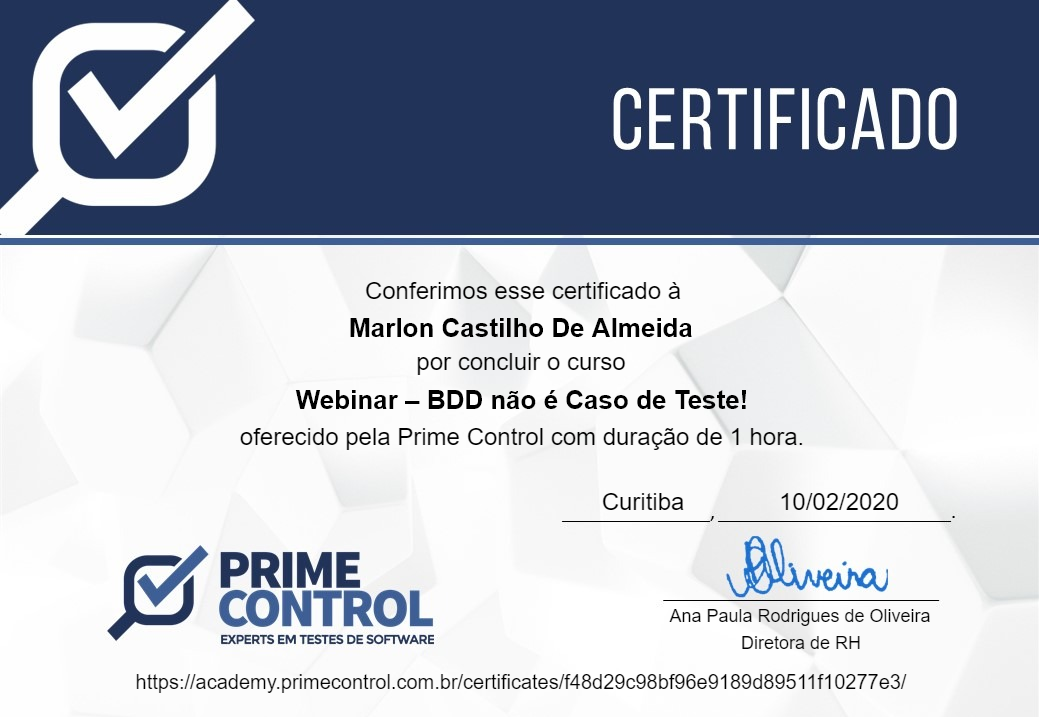 CERTIFICADO
Conferimos esse certificado à
Marlon Castilho De Almeida
por concluir o curso
Webinar – BDD não é Caso de Teste!
oferecido pela Prime Control com duração de 1 hora.
Curitiba, 10/02/2020.
Oliveira
PRIME
CONTROL
EXPERTS EM TESTES DE SOFTWARE
Ana Paula Rodrigues de Oliveira
Diretora de RH
https://academy.primecontrol.com.br/certificates/f48d29c98bf96e9189d89511f10277e3/